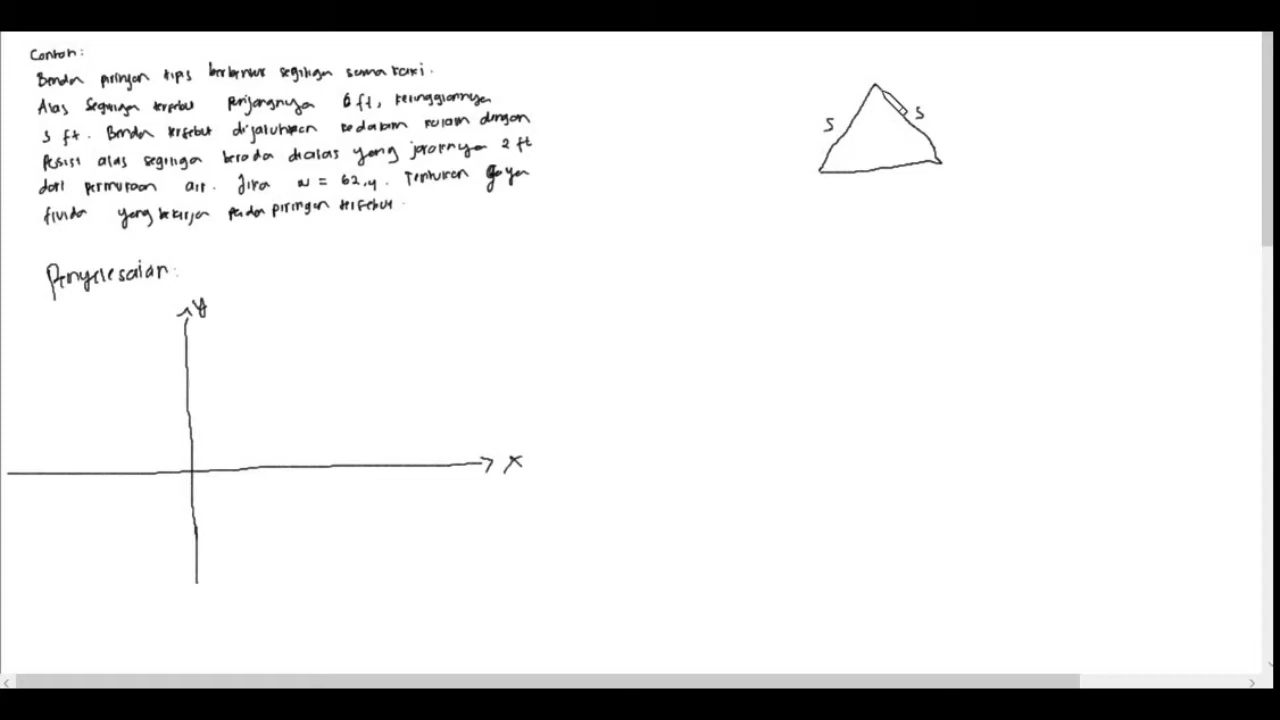 Contoh:
Benda piringan tipis berbentuk segitiga sama kaki.
Alas segitiga tersebut panjangnya 6 ft, ketinggiannya
3 ft. Benda tersebut dijatuhkan kedalam kolam dengan
Posisi alas segitiga berada diatas yang jaraknya 2 ft
dari permukaan air. Jika w = 62,4. Tentukan gaya
fluida yang bekerja pada piringan tersebut.
Penyelesaian:
y
X
S
S